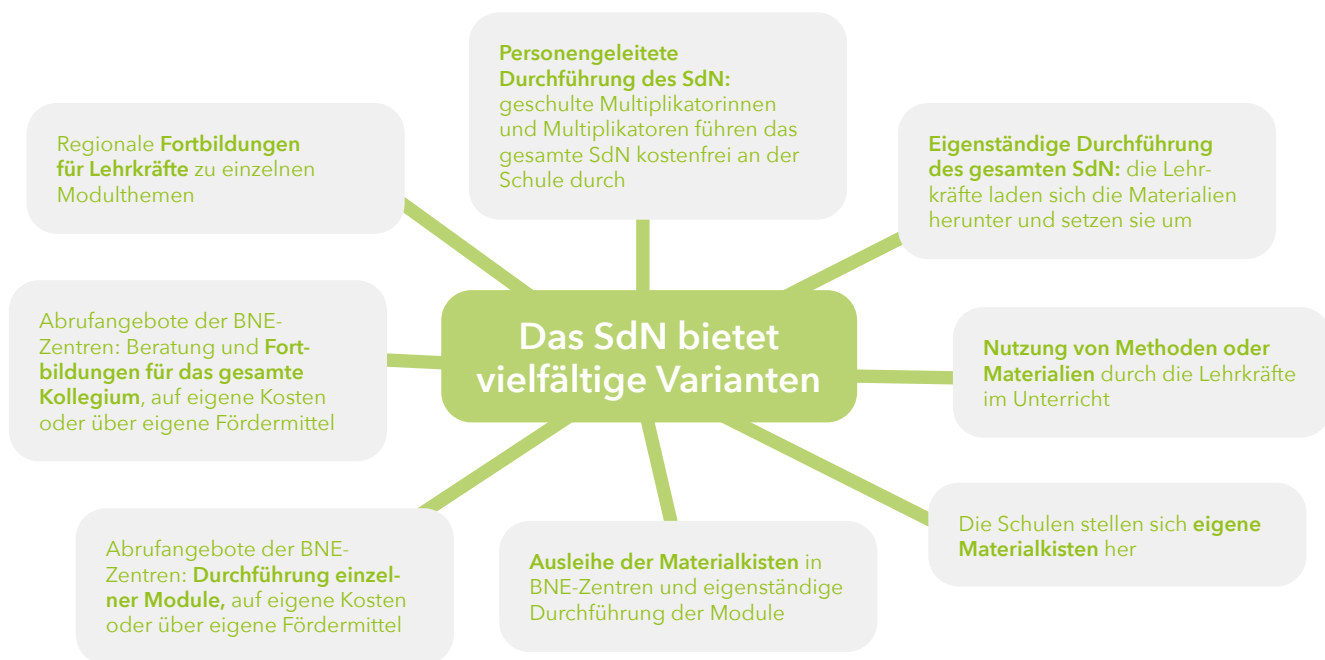 Personengeleitete
Durchführung des SdN:
geschulte Multiplikatorinnen
und Multiplikatoren führen das
gesamte SdN kostenfrei an der
Schule durch
Regionale Fortbildungen
für Lehrkräfte zu einzelnen
Modulthemen
Eigenständige Durchführung
des gesamten SdN: die Lehr-
kräfte laden sich die Materialien
herunter und setzen sie um
Abrufangebote der BNE-
Zentren: Beratung und Fort-
bildungen für das gesamte
Kollegium, auf eigene Kosten
oder über eigene Fördermittel
Das SdN bietet
vielfältige Varianten
Nutzung von Methoden oder
Materialien durch die Lehrkräfte
im Unterricht
Abrufangebote der BNE-
Zentren: Durchführung einzel-
ner Module, auf eigene Kosten
oder über eigene Fördermittel
Ausleihe der Materialkisten in
BNE-Zentren und eigenständige
Durchführung der Module
Die Schulen stellen sich eigene
Materialkisten her